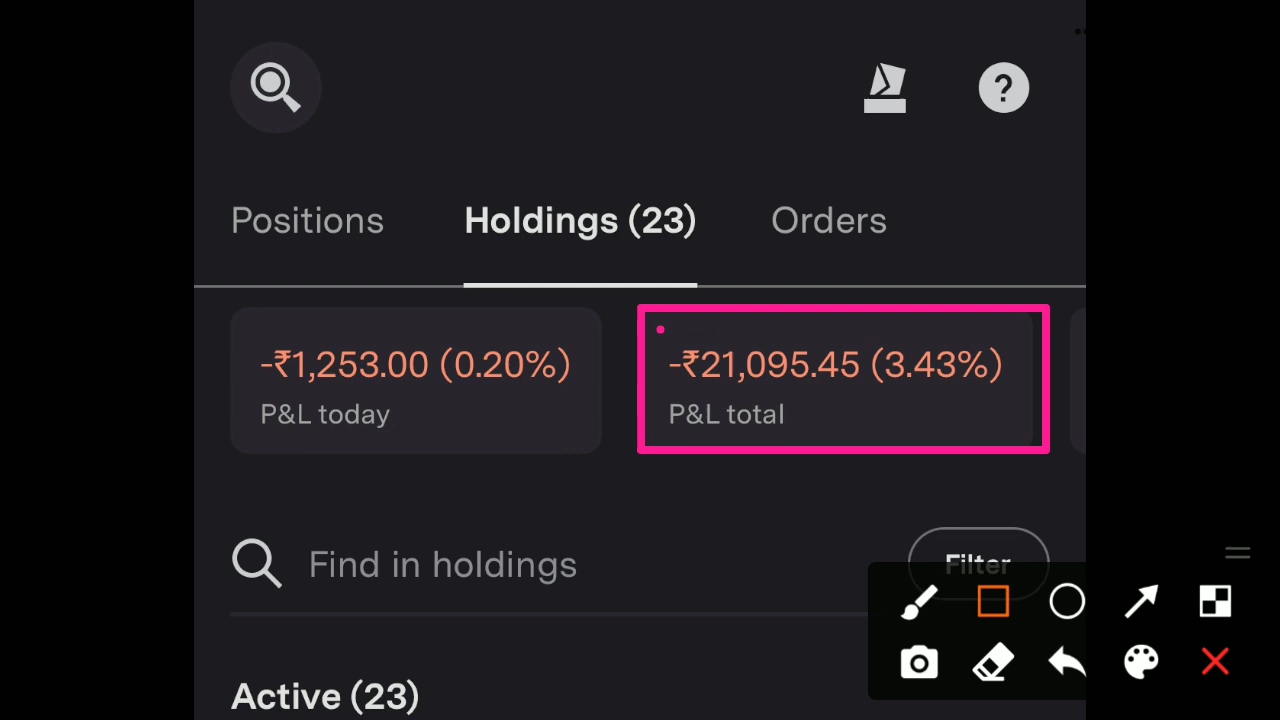 ?
Positions Holdings (23) Orders
-₹1,253.00 (0.20%) -₹21,095.45 (3.43%)
P&L today P&L total
Find in holdings Filter
Active (23)